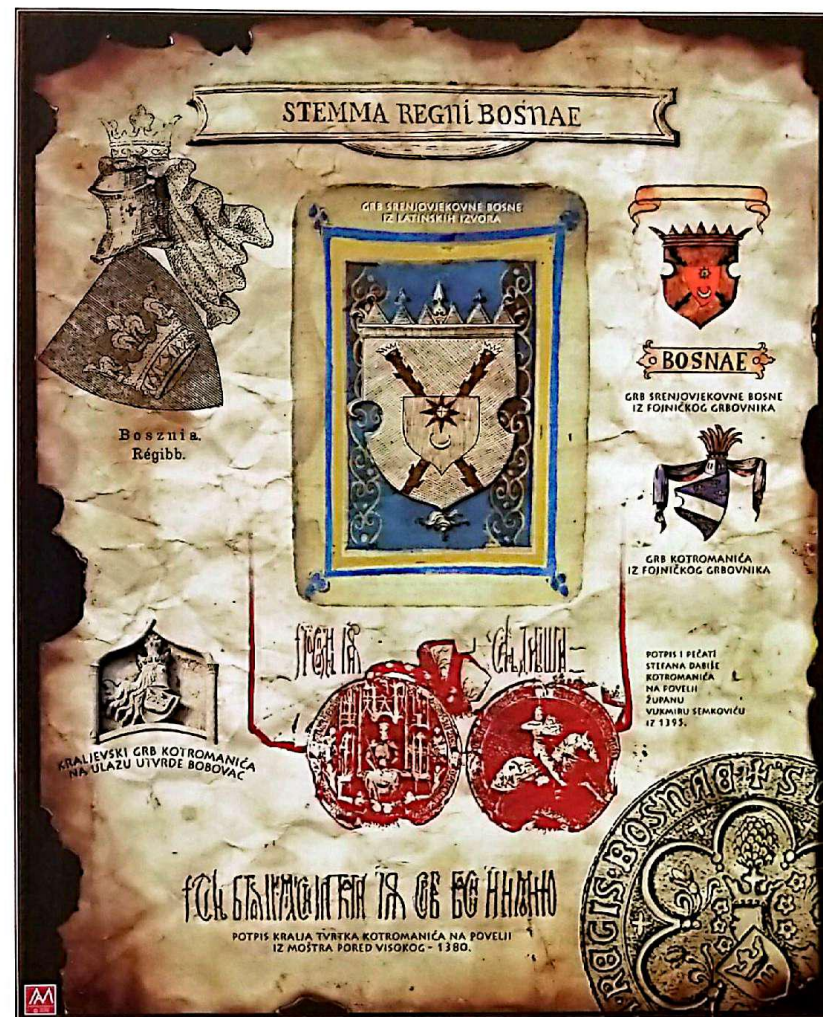 STEMMA REGNI BOSNAE
GRB SRENJOVJEKOVNE BOSNE
IZ LATINSKIH IZVORA
BOSNAE
GRB SRENJOVJEKOVNE BOSNE
IZ FOJNIČKOG GRBOVNIKA
Bosznia.
Régibb.
GRB KOTROMANIĆA
IZ FOJNIČKOG GRBOVNIKA
POTPIS I PEČATI
STEFANA DABIŠE
KOTROMANIĆA
NA POVELJI
ŽUPANU
VUKMIRU SEMKOVIĆU
IZ 1395.
KRALJEVSKI GRB KOTROMANIĆA
NA ULAZU UTVRDE BOBOVAC
REGIS:BOSNAE
POTPIS KRALJA TVRTKA KOTROMANIĆA NA POVELJI
IZ MOŠTRA PORED VISOKOG - 1380.